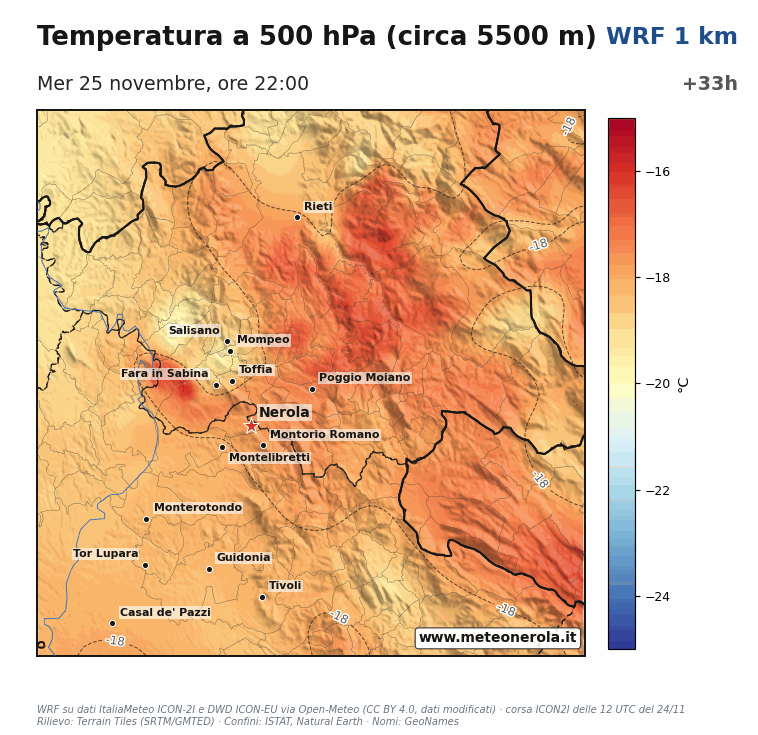 Temperatura a 500 hPa (circa 5500 m) WRF 1 km
Mer 25 novembre, ore 22:00 +33h
-18
Rieti
-18
-16
-18
Salisano
Mompeo
Fara in Sabina
Toffia
Poggio Moiano
-20
°C
Nerola
Montorio Romano
Montelibretti
-18
-22
Monterotondo
Tor Lupara
Guidonia
Tivoli
-24
Casal de' Pazzi
-18
-18
-18
www.meteonerola.it
WRF su dati ItaliaMeteo ICON-2I e DWD ICON-EU via Open-Meteo (CC BY 4.0, dati modificati) · corsa ICON2I delle 12 UTC del 24/11
Rilievo: Terrain Tiles (SRTM/GMTED) · Confini: ISTAT, Natural Earth · Nomi: GeoNames